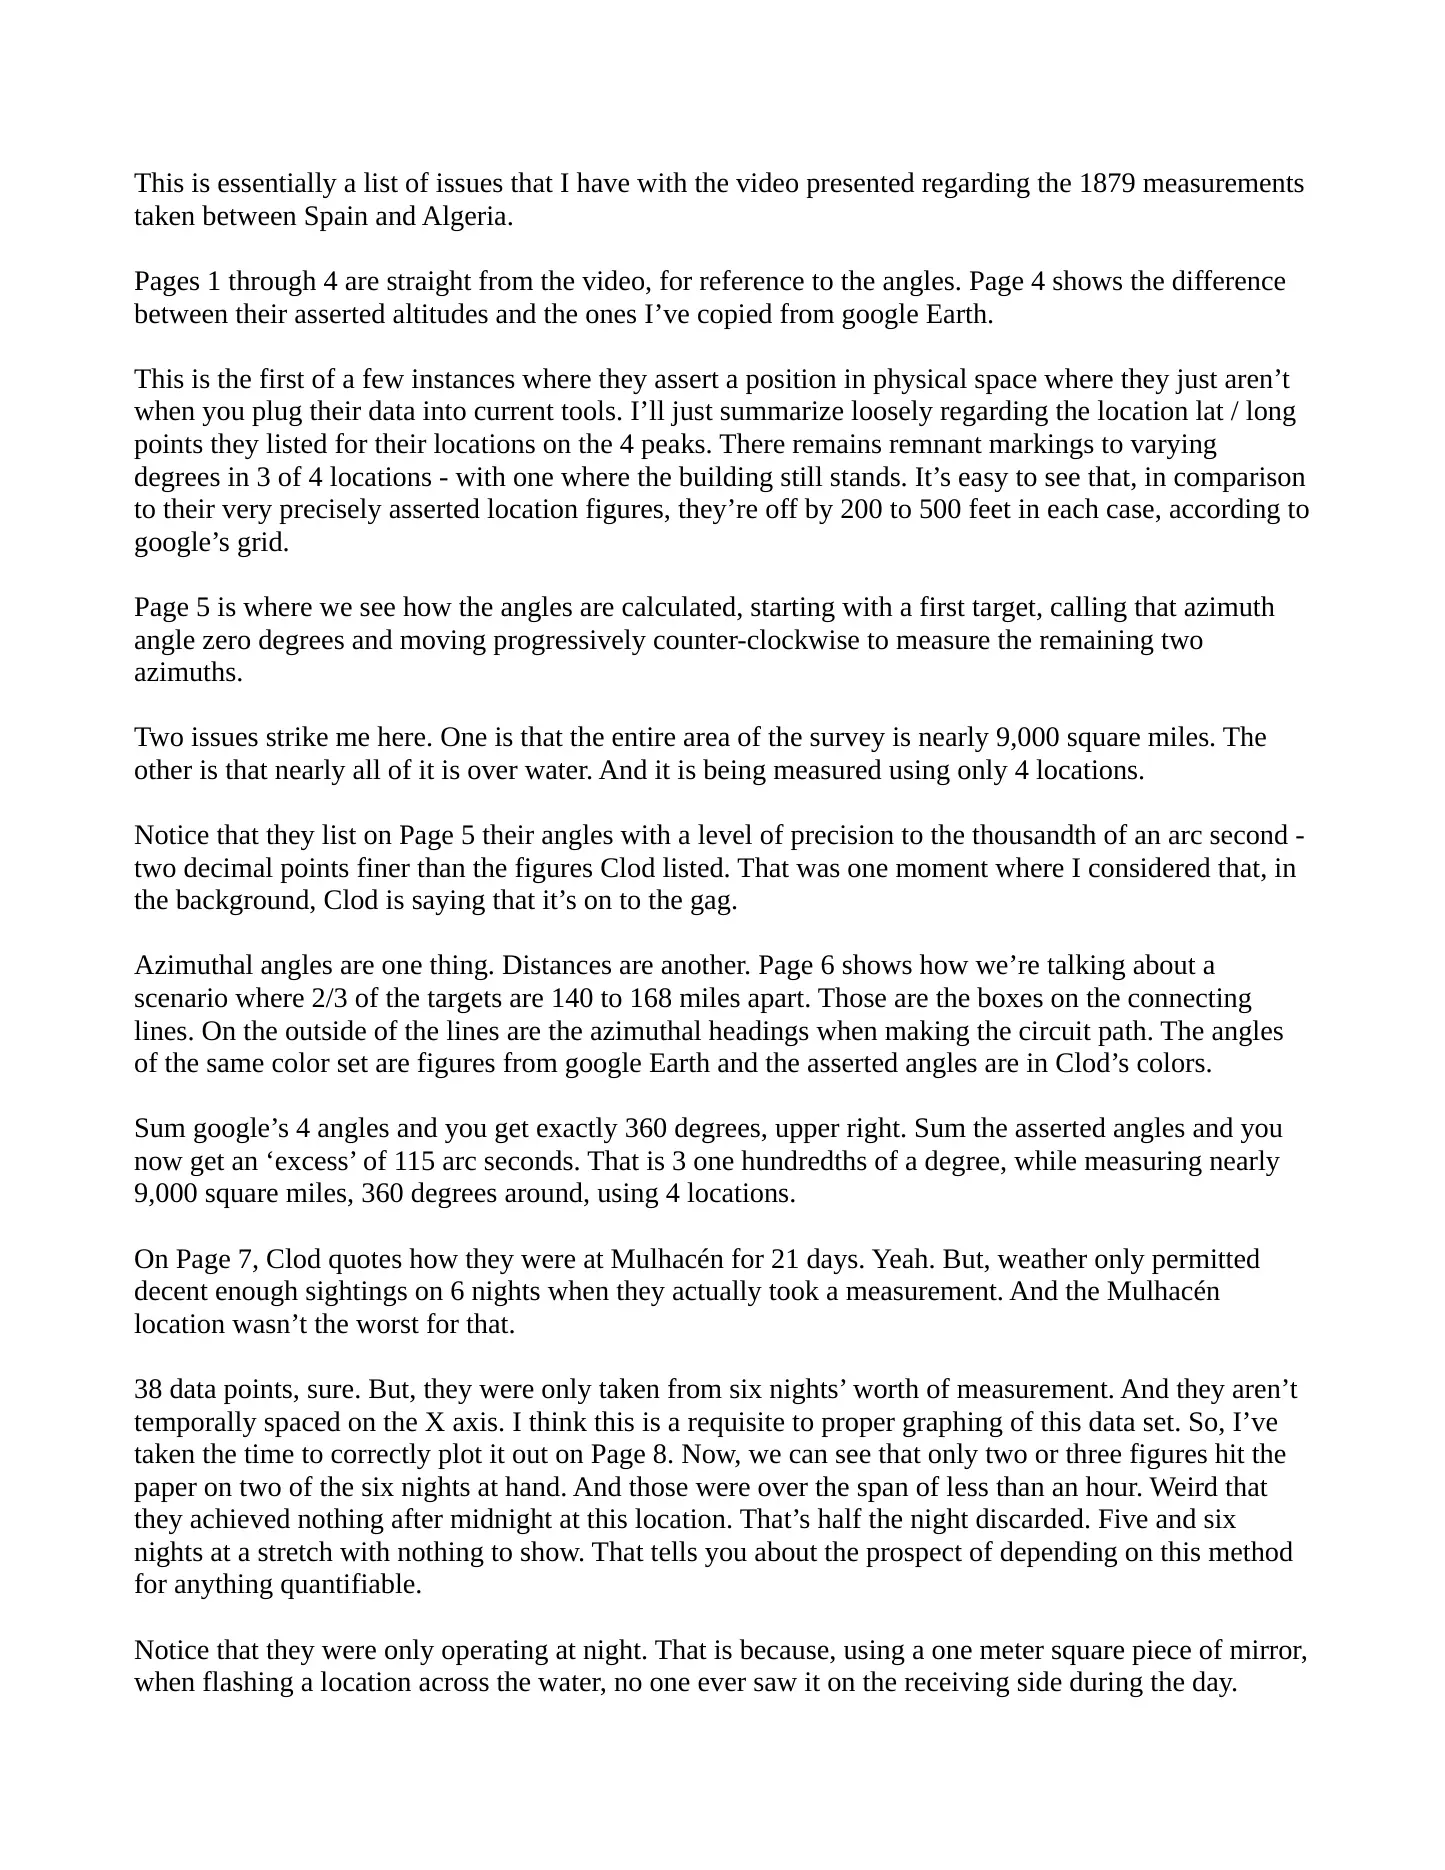 This is essentially a list of issues that I have with the video presented regarding the 1879 measurements
taken between Spain and Algeria.
Pages 1 through 4 are straight from the video, for reference to the angles. Page 4 shows the difference
between their asserted altitudes and the ones I’ve copied from google Earth.
This is the first of a few instances where they assert a position in physical space where they just aren’t
when you plug their data into current tools. I’ll just summarize loosely regarding the location lat / long
points they listed for their locations on the 4 peaks. There remains remnant markings to varying
degrees in 3 of 4 locations - with one where the building still stands. It’s easy to see that, in comparison
to their very precisely asserted location figures, they’re off by 200 to 500 feet in each case, according to
google’s grid.
Page 5 is where we see how the angles are calculated, starting with a first target, calling that azimuth
angle zero degrees and moving progressively counter-clockwise to measure the remaining two
azimuths.
Two issues strike me here. One is that the entire area of the survey is nearly 9,000 square miles. The
other is that nearly all of it is over water. And it is being measured using only 4 locations.
Notice that they list on Page 5 their angles with a level of precision to the thousandth of an arc second -
two decimal points finer than the figures Clod listed. That was one moment where I considered that, in
the background, Clod is saying that it’s on to the gag.
Azimuthal angles are one thing. Distances are another. Page 6 shows how we’re talking about a
scenario where 2/3 of the targets are 140 to 168 miles apart. Those are the boxes on the connecting
lines. On the outside of the lines are the azimuthal headings when making the circuit path. The angles
of the same color set are figures from google Earth and the asserted angles are in Clod’s colors.
Sum google’s 4 angles and you get exactly 360 degrees, upper right. Sum the asserted angles and you
now get an ‘excess’ of 115 arc seconds. That is 3 one hundredths of a degree, while measuring nearly
9,000 square miles, 360 degrees around, using 4 locations.
On Page 7, Clod quotes how they were at Mulhacén for 21 days. Yeah. But, weather only permitted
decent enough sightings on 6 nights when they actually took a measurement. And the Mulhacén
location wasn’t the worst for that.
38 data points, sure. But, they were only taken from six nights’ worth of measurement. And they aren’t
temporally spaced on the X axis. I think this is a requisite to proper graphing of this data set. So, I’ve
taken the time to correctly plot it out on Page 8. Now, we can see that only two or three figures hit the
paper on two of the six nights at hand. And those were over the span of less than an hour. Weird that
they achieved nothing after midnight at this location. That’s half the night discarded. Five and six
nights at a stretch with nothing to show. That tells you about the prospect of depending on this method
for anything quantifiable.
Notice that they were only operating at night. That is because, using a one meter square piece of mirror,
when flashing a location across the water, no one ever saw it on the receiving side during the day.